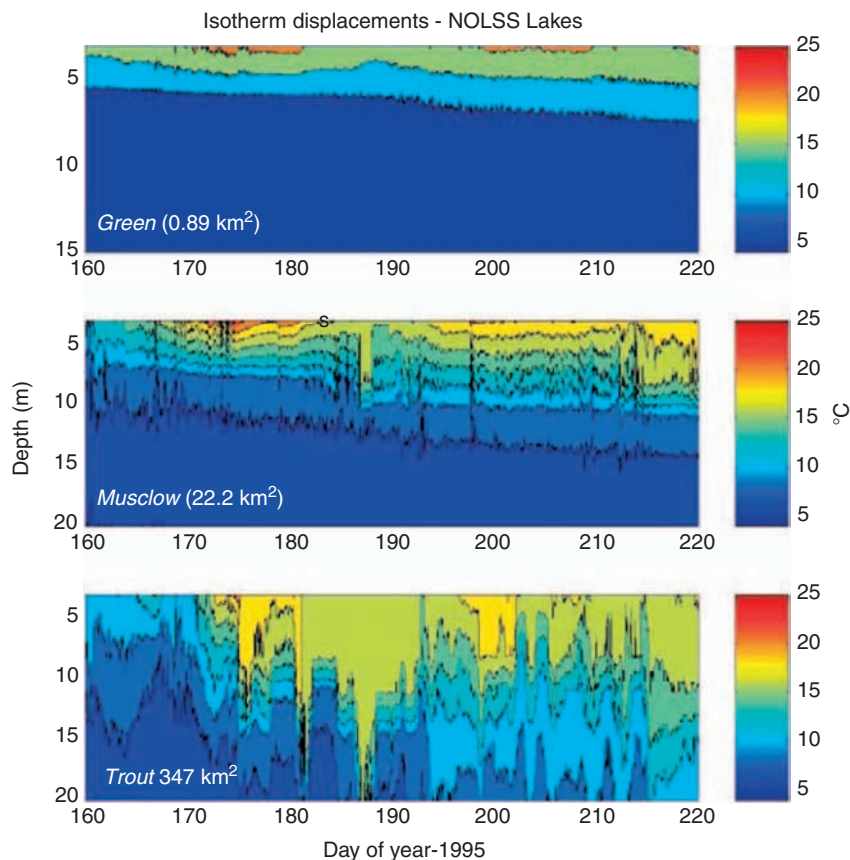 Isotherm displacements - NOLSS Lakes
5
10
15
Green (0.89 km²)
160 170 180 190 200 210 220
25
20
15
10
5
s
5
10
15
20
Musclow (22.2 km²)
160 170 180 190 200 210 220
25
20
15
10
5
Depth (m)
°C
5
10
15
20
Trout 347 km²
160 170 180 190 200 210 220
25
20
15
10
5
Day of year-1995